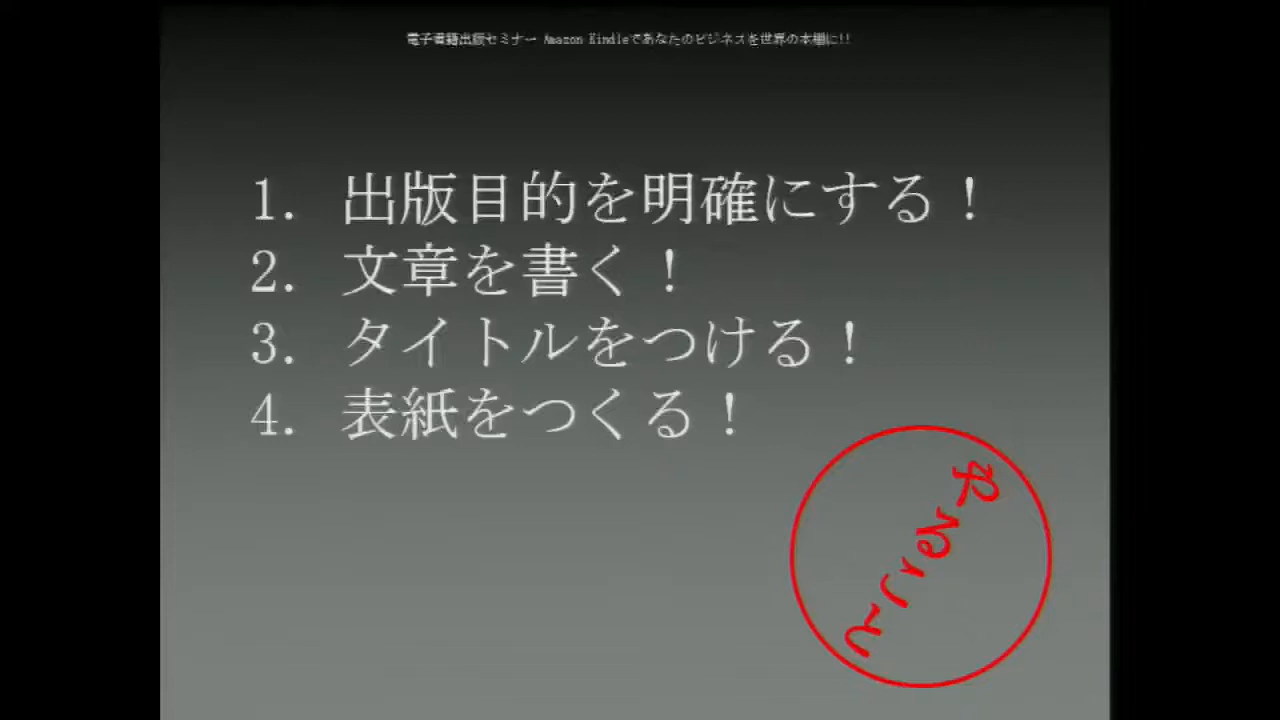 電子書籍出版セミナー Amazon Kindleであなたのビジネスを世界の本棚に!!
1. 出版目的を明確にする！
2. 文章を書く！
3. タイトルをつける！
4. 表紙をつくる！
やること